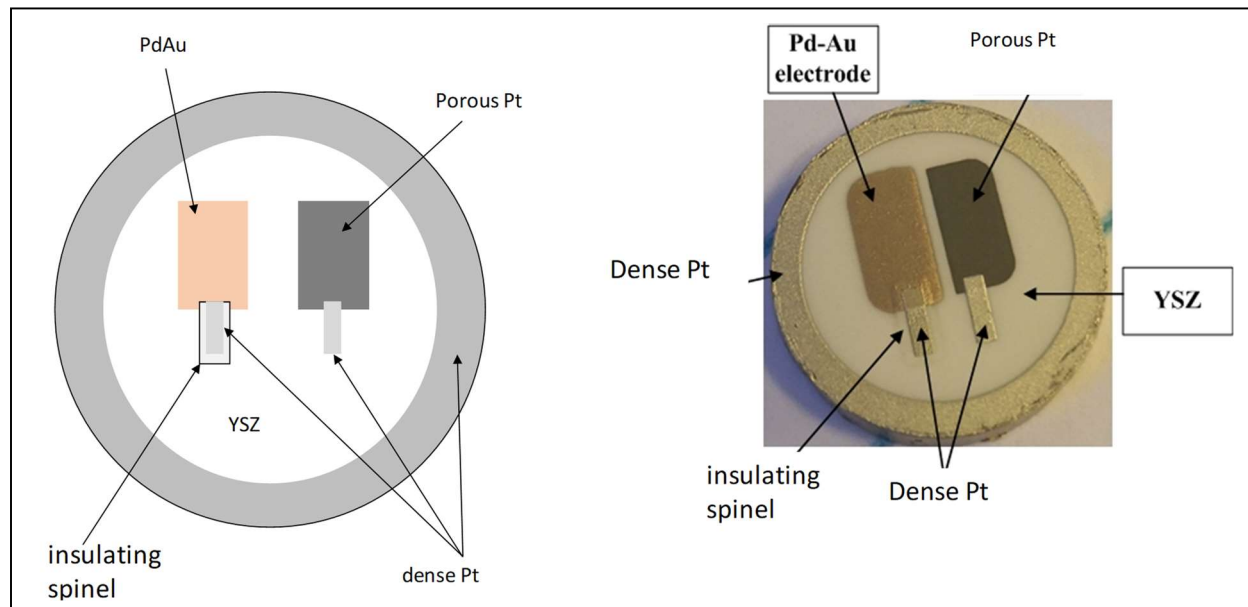 PdAu
Porous Pt
YSZ
insulating
spinel
dense Pt
Pd-Au
electrode
Porous Pt
Dense Pt
YSZ
insulating
spinel
Dense Pt